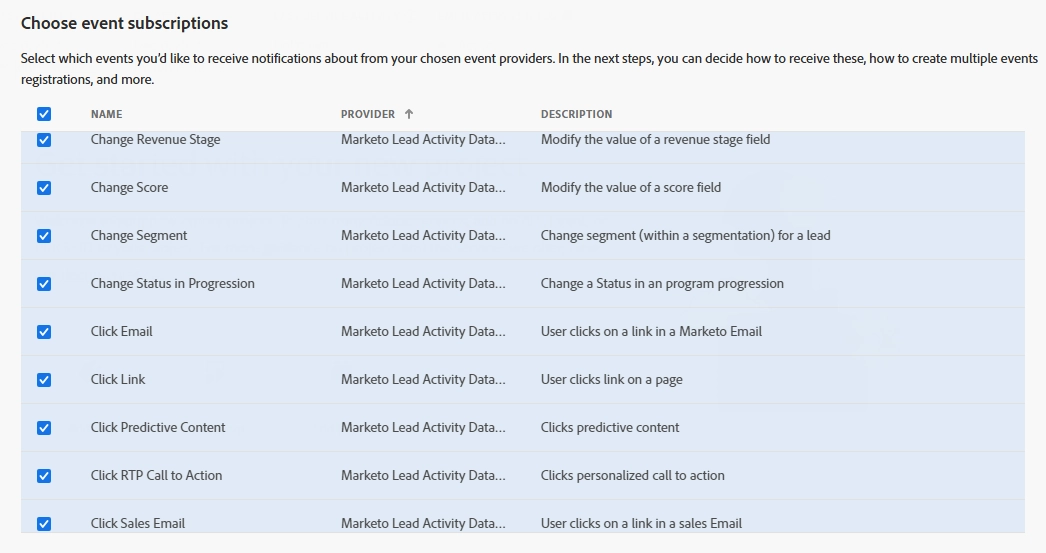 Choose event subscriptions
Select which events you'd like to receive notifications about from your chosen event providers. In the next steps, you can decide how to receive these, how to create multiple events
registrations, and more.
NAME PROVIDER ↑ DESCRIPTION
Change Revenue Stage Marketo Lead Activity Data... Modify the value of a revenue stage field
Change Score Marketo Lead Activity Data... Modify the value of a score field
Change Segment Marketo Lead Activity Data... Change segment (within a segmentation) for a lead
Change Status in Progression Marketo Lead Activity Data... Change a Status in an program progression
Click Email Marketo Lead Activity Data... User clicks on a link in a Marketo Email
Click Link Marketo Lead Activity Data... User clicks link on a page
Click Predictive Content Marketo Lead Activity Data... Clicks predictive content
Click RTP Call to Action Marketo Lead Activity Data... Clicks personalized call to action
Click Sales Email Marketo Lead Activity Data... User clicks on a link in a sales Email